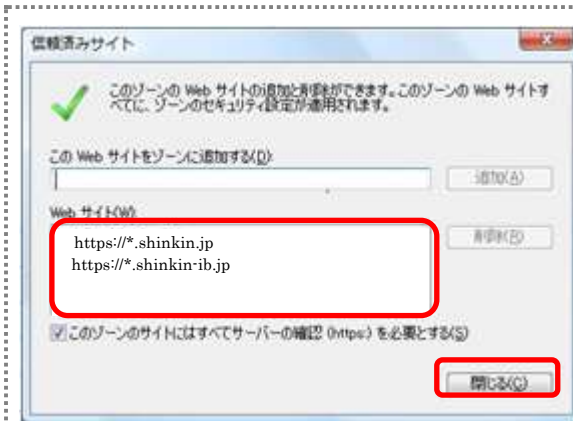 信頼済みサイト
このゾーンの Web サイトの追加と削除ができます。このゾーンの Web サイトす
べてに、ゾーンのセキュリティ設定が適用されます。
この Web サイトをゾーンに追加する(D):
追加(A)
Web サイト(W):
https://*.shinkin.jp
https://*.shinkin-ib.jp
削除(R)
このゾーンのサイトにはすべてサーバーの確認 (https:) を必要とする(S)
閉じる(C)